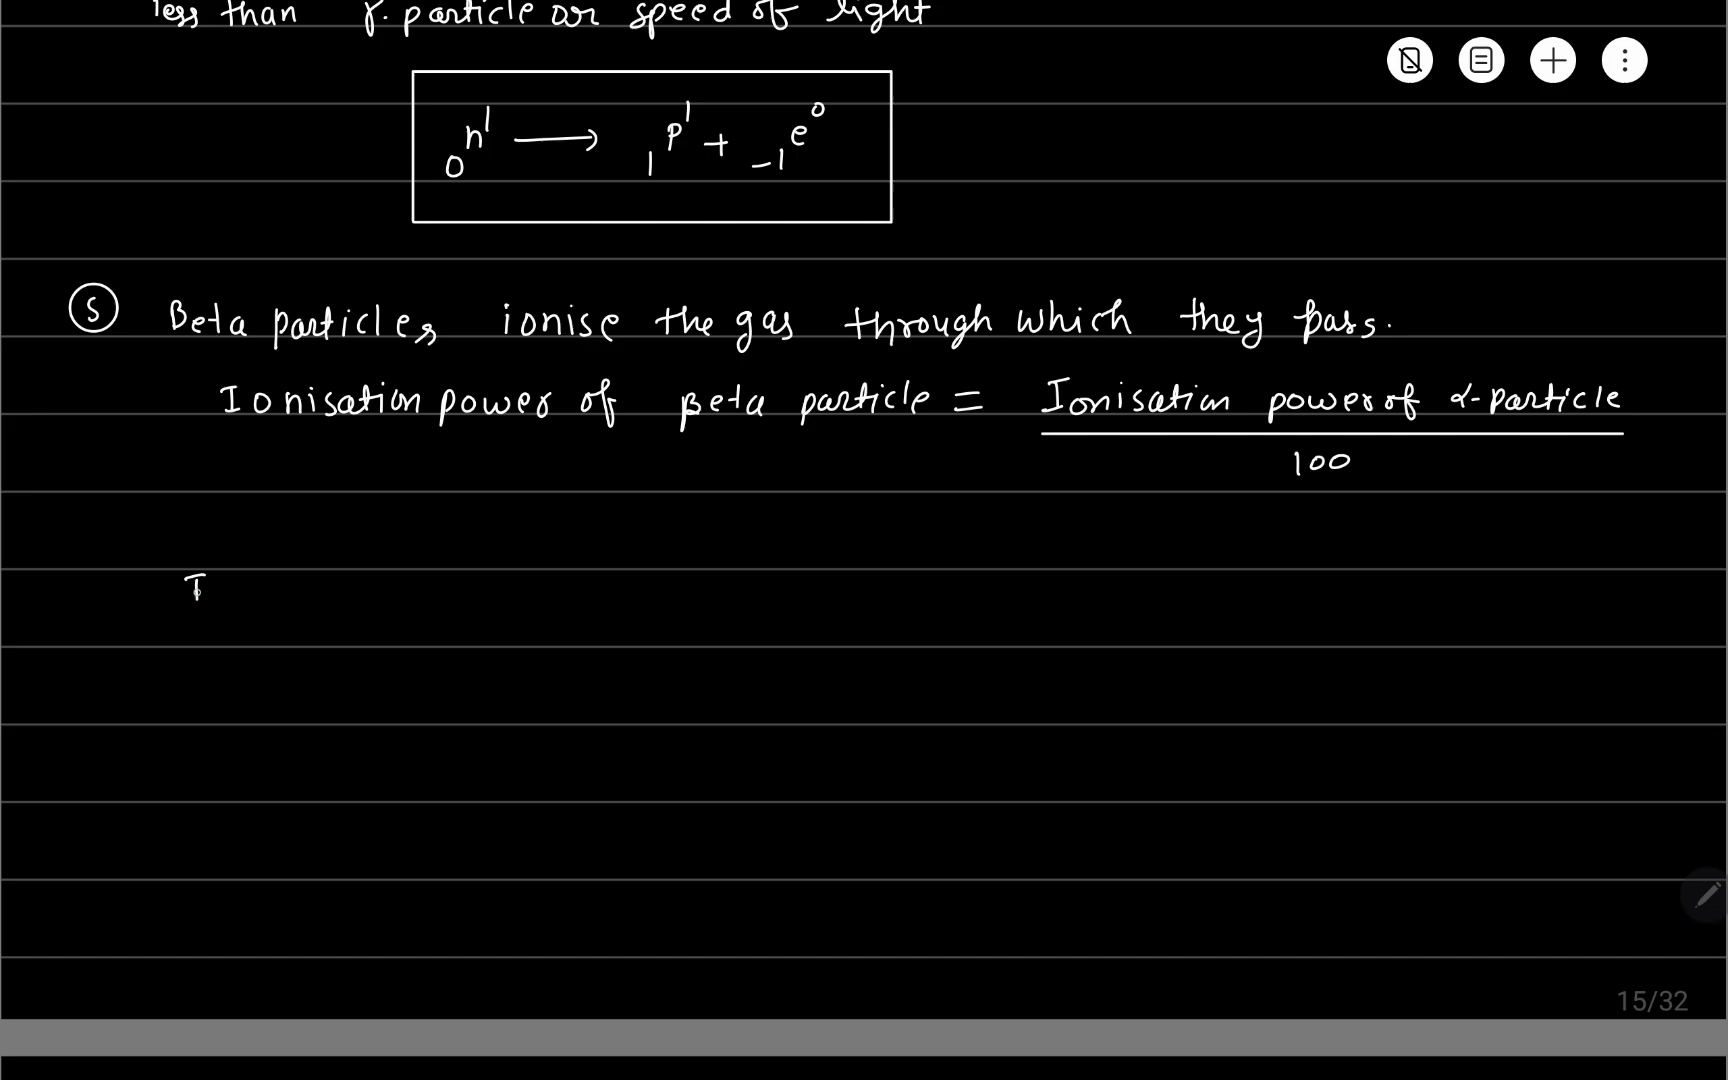 less than γ. particle or speed of light
₀n¹ ⟶ ₁p¹ + ₋₁e⁰
⑤ Beta particles ionise the gas through which they pass.
Ionisation power of Beta particle = Ionisation power of α-particle
100
I
15/32